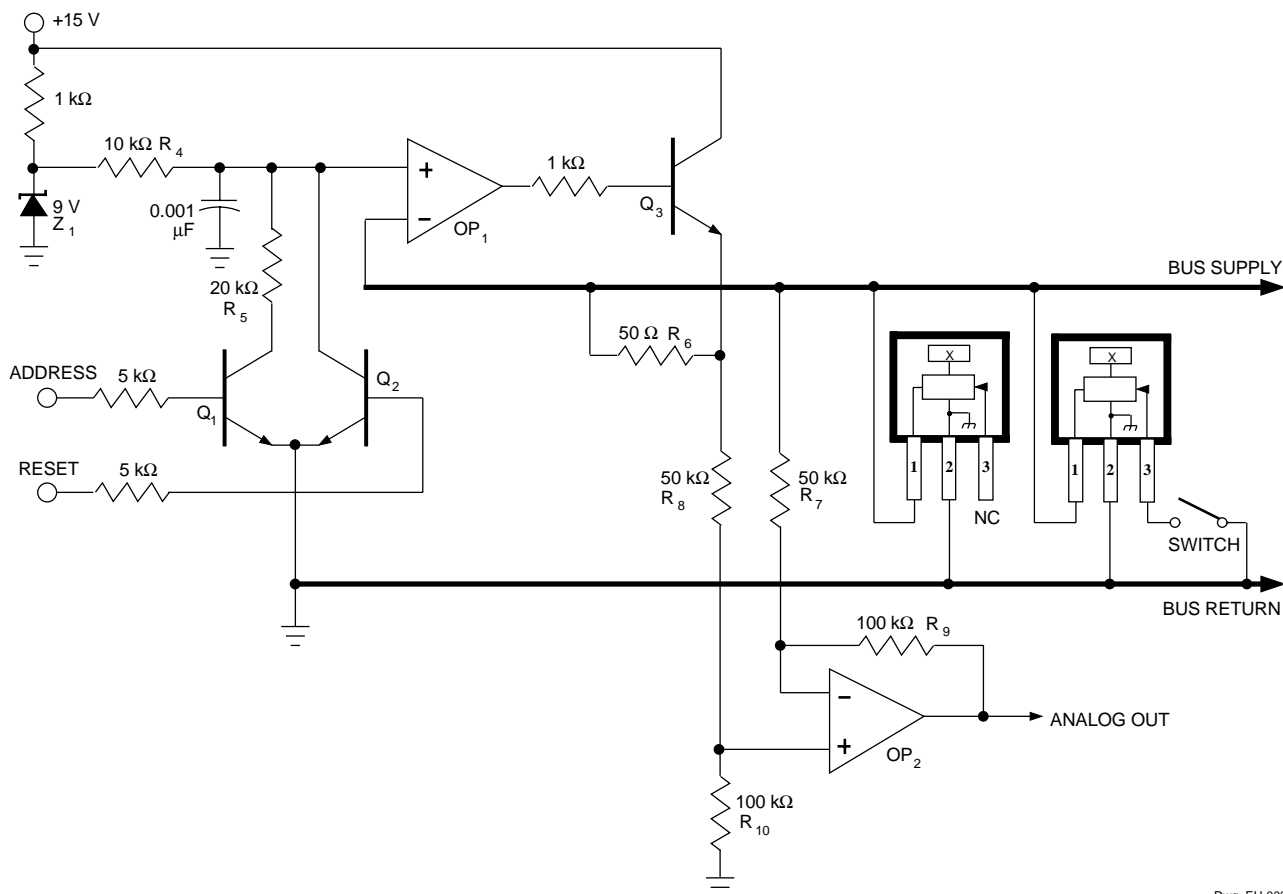 +15 V
1 kΩ
10 kΩ R4
9 V
Z1
0.001
µF
+
−
OP1
1 kΩ
Q3
BUS SUPPLY
20 kΩ
R5
50 Ω R6
X
X
ADDRESS
5 kΩ
Q1
Q2
RESET
5 kΩ
50 kΩ
R8
50 kΩ
R7
1
2
3
NC
1
2
3
SWITCH
BUS RETURN
100 kΩ R9
−
+
OP2
ANALOG OUT
100 kΩ
R10